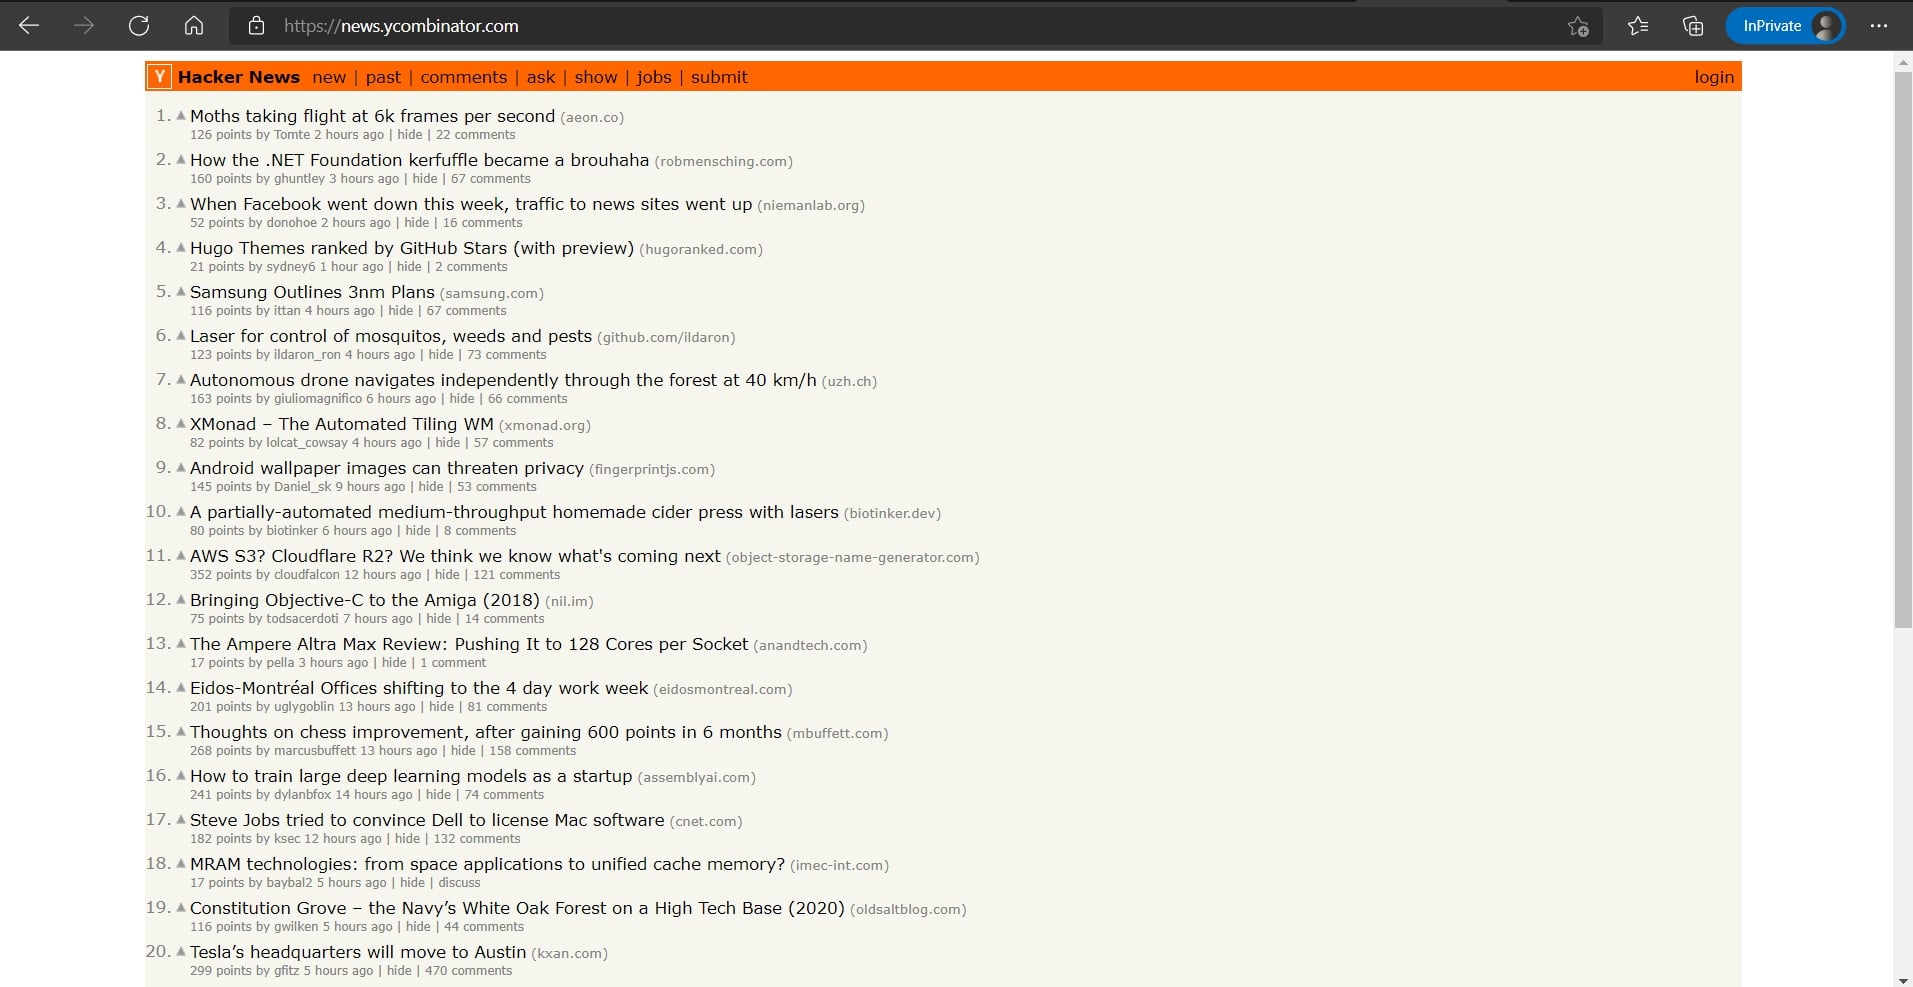 https://news.ycombinator.com InPrivate
Y Hacker News new | past | comments | ask | show | jobs | submit login
1. Moths taking flight at 6k frames per second (aeon.co)
126 points by Tomte 2 hours ago | hide | 22 comments
2. How the .NET Foundation kerfuffle became a brouhaha (robmensching.com)
160 points by ghuntley 3 hours ago | hide | 67 comments
3. When Facebook went down this week, traffic to news sites went up (niemanlab.org)
52 points by donohoe 2 hours ago | hide | 16 comments
4. Hugo Themes ranked by GitHub Stars (with preview) (hugoranked.com)
21 points by sydney6 1 hour ago | hide | 2 comments
5. Samsung Outlines 3nm Plans (samsung.com)
116 points by ittan 4 hours ago | hide | 67 comments
6. Laser for control of mosquitos, weeds and pests (github.com/ildaron)
123 points by ildaron_ron 4 hours ago | hide | 73 comments
7. Autonomous drone navigates independently through the forest at 40 km/h (uzh.ch)
163 points by giuliomagnifico 6 hours ago | hide | 66 comments
8. XMonad – The Automated Tiling WM (xmonad.org)
82 points by lolcat_cowsay 4 hours ago | hide | 57 comments
9. Android wallpaper images can threaten privacy (fingerprintjs.com)
145 points by Daniel_sk 9 hours ago | hide | 53 comments
10. A partially-automated medium-throughput homemade cider press with lasers (biotinker.dev)
80 points by biotinker 6 hours ago | hide | 8 comments
11. AWS S3? Cloudflare R2? We think we know what's coming next (object-storage-name-generator.com)
352 points by cloudfalcon 12 hours ago | hide | 121 comments
12. Bringing Objective-C to the Amiga (2018) (nil.im)
75 points by todsacerdoti 7 hours ago | hide | 14 comments
13. The Ampere Altra Max Review: Pushing It to 128 Cores per Socket (anandtech.com)
17 points by pella 3 hours ago | hide | 1 comment
14. Eidos-Montréal Offices shifting to the 4 day work week (eidosmontreal.com)
201 points by uglygoblin 13 hours ago | hide | 81 comments
15. Thoughts on chess improvement, after gaining 600 points in 6 months (mbuffett.com)
268 points by marcusbuffett 13 hours ago | hide | 158 comments
16. How to train large deep learning models as a startup (assemblyai.com)
241 points by dylanbfox 14 hours ago | hide | 74 comments
17. Steve Jobs tried to convince Dell to license Mac software (cnet.com)
182 points by ksec 12 hours ago | hide | 132 comments
18. MRAM technologies: from space applications to unified cache memory? (imec-int.com)
17 points by baybal2 5 hours ago | hide | discuss
19. Constitution Grove – the Navy’s White Oak Forest on a High Tech Base (2020) (oldsaltblog.com)
116 points by gwilken 5 hours ago | hide | 44 comments
20. Tesla’s headquarters will move to Austin (kxan.com)
299 points by gfitz 5 hours ago | hide | 470 comments